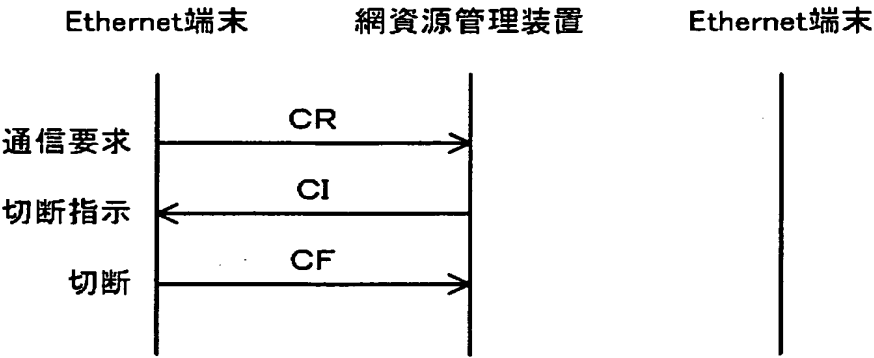 Ethernet端末 網資源管理装置 Ethernet端末
CR
通信要求
CI
切断指示
CF
切断